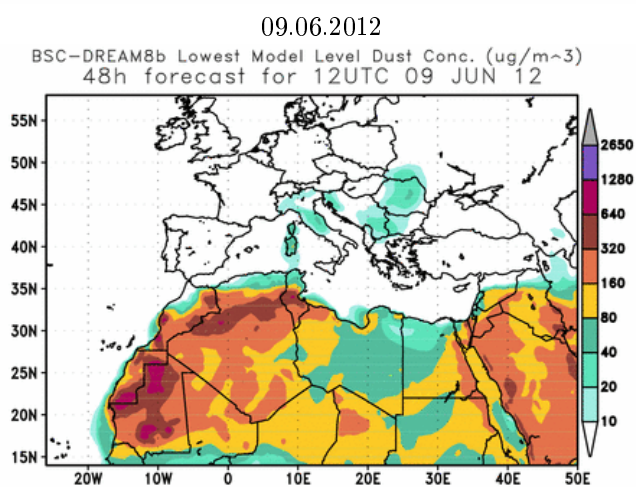 09.06.2012
BSC-DREAM8b Lowest Model Level Dust Conc. (ug/m^3)
48h forecast for 12UTC 09 JUN 12
55N
50N
45N
40N
35N
30N
25N
20N
15N
20W 10W 0 10E 20E 30E 40E 50E
2650
1280
640
320
160
80
40
20
10